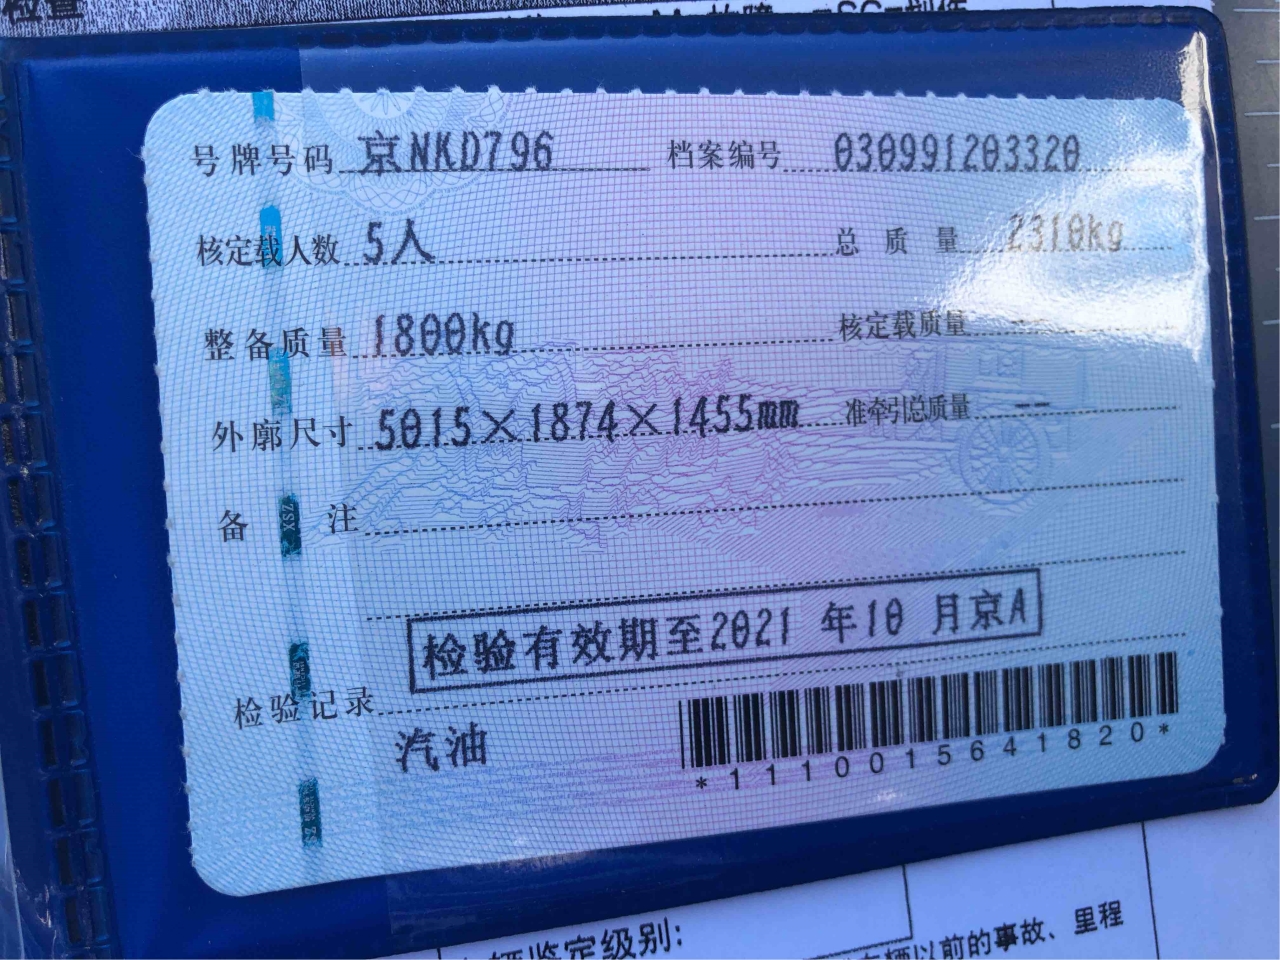 号牌号码 京NKD796 档案编号 030991203320
核定载人数 5人 总质量 2310kg
整备质量 1800kg 核定载质量 --
外廓尺寸 5015×1874×1455mm 准牵引总质量 --
备注
检验有效期至2021年10月京A
检验记录
汽油
*1110015641820*
辆鉴定级别:
车辆以前的事故、里程